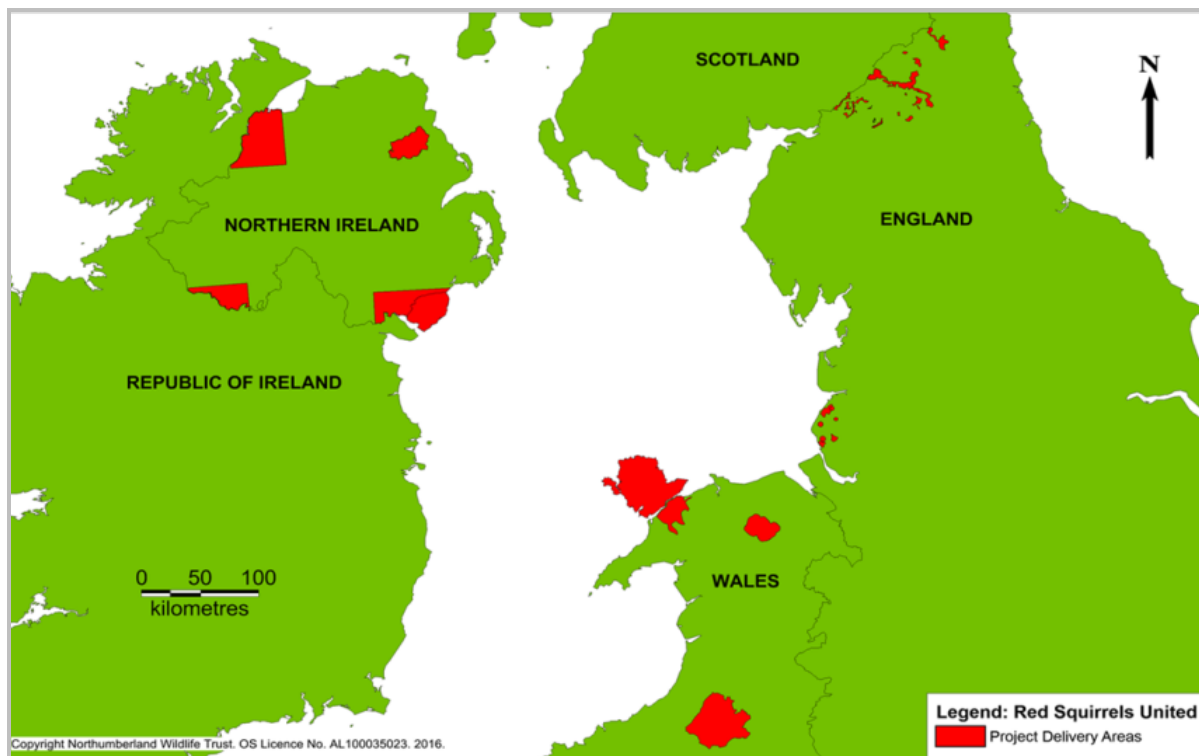 SCOTLAND
N
NORTHERN IRELAND
ENGLAND
REPUBLIC OF IRELAND
0 50 100
kilometres
WALES
Legend: Red Squirrels United
Project Delivery Areas
Copyright Northumberland Wildlife Trust. OS Licence No. AL100035023. 2016.